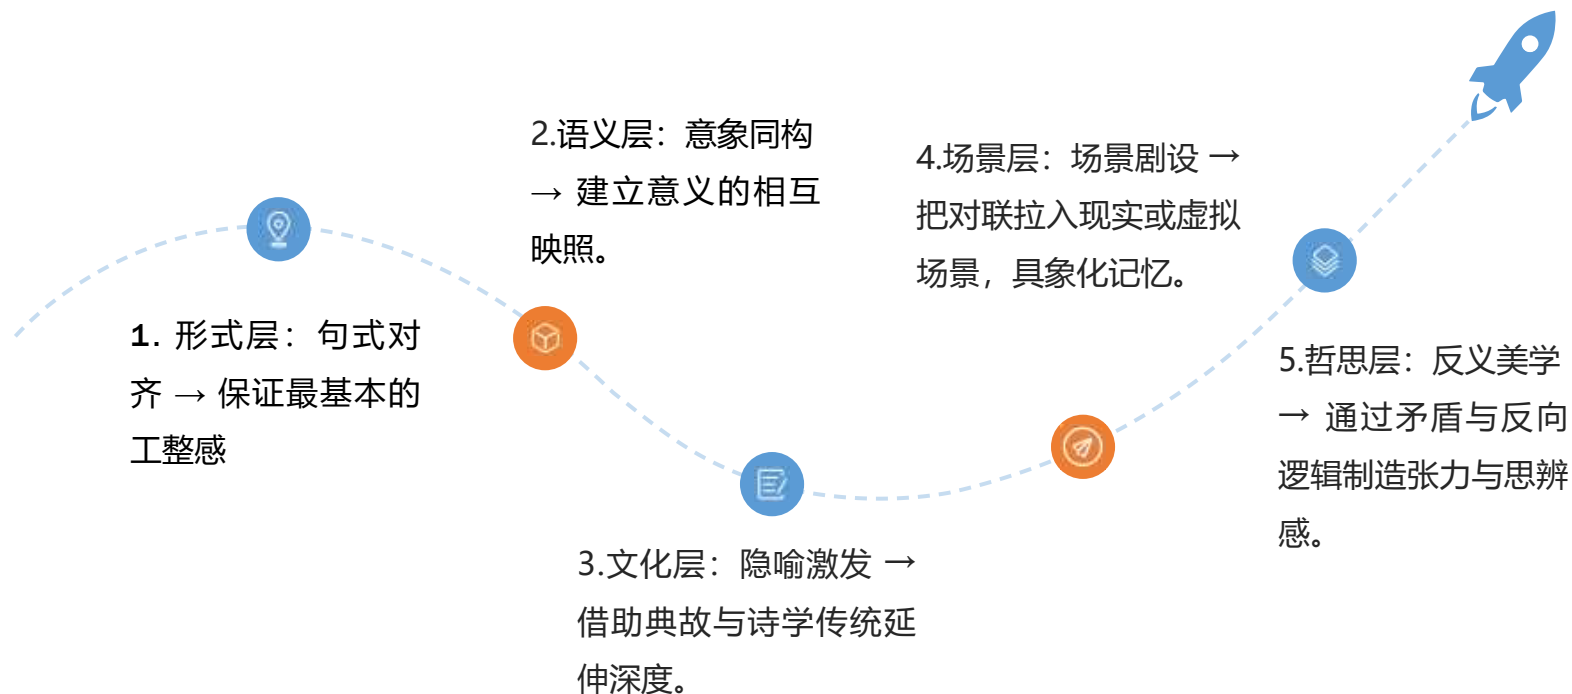 1. 形式层：句式对
齐 → 保证最基本的
工整感
2.语义层：意象同构
→ 建立意义的相互
映照。
3.文化层：隐喻激发 →
借助典故与诗学传统延
伸深度。
4.场景层：场景剧设 →
把对联拉入现实或虚拟
场景，具象化记忆。
5.哲思层：反义美学
→ 通过矛盾与反向
逻辑制造张力与思辨
感。